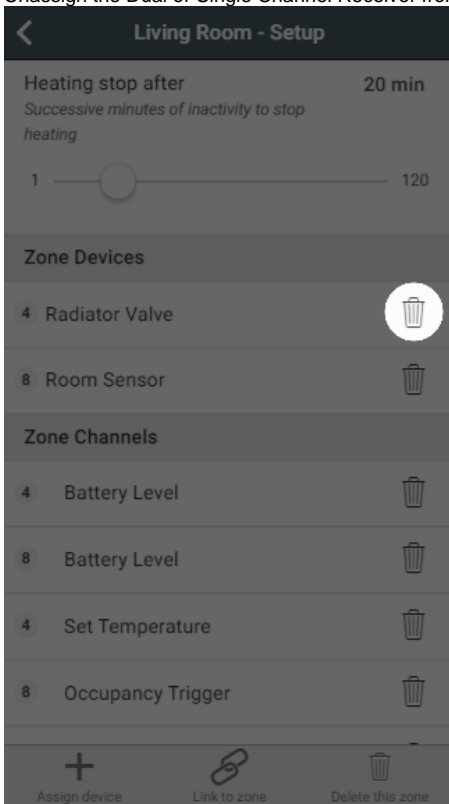 Living Room - Setup
Heating stop after 20 min
Successive minutes of inactivity to stop
heating
1 120
Zone Devices
4 Radiator Valve
8 Room Sensor
Zone Channels
4 Battery Level
8 Battery Level
4 Set Temperature
8 Occupancy Trigger
Assign device Link to zone Delete this zone